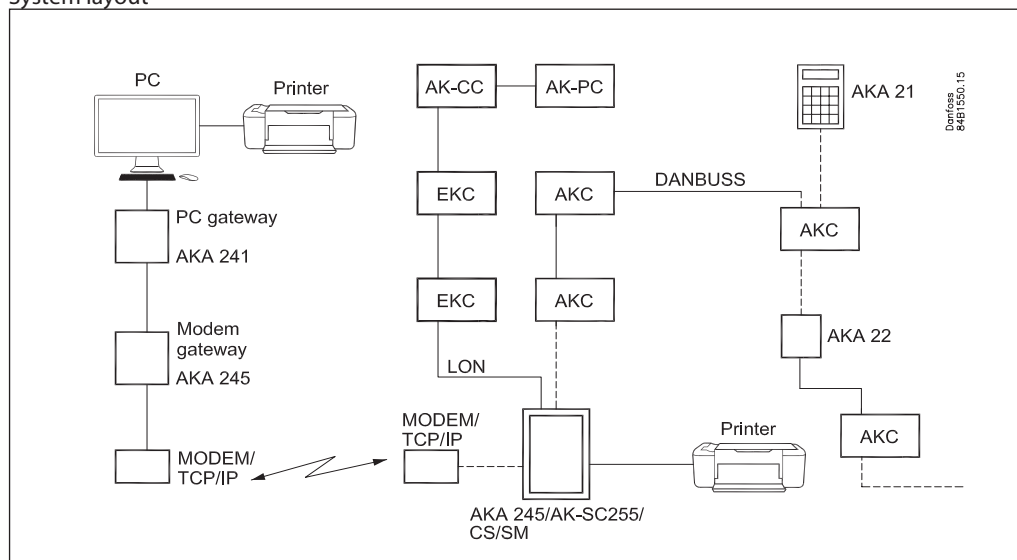 System layout
PC
Printer
AK-CC
AK-PC
AKA 21
Danfoss
84B1550.15
PC gateway
AKA 241
EKC
AKC
DANBUSS
AKC
Modem
gateway
AKA 245
EKC
AKC
AKA 22
LON
MODEM/
TCP/IP
MODEM/
TCP/IP
Printer
AKC
AKA 245/AK-SC255/
CS/SM